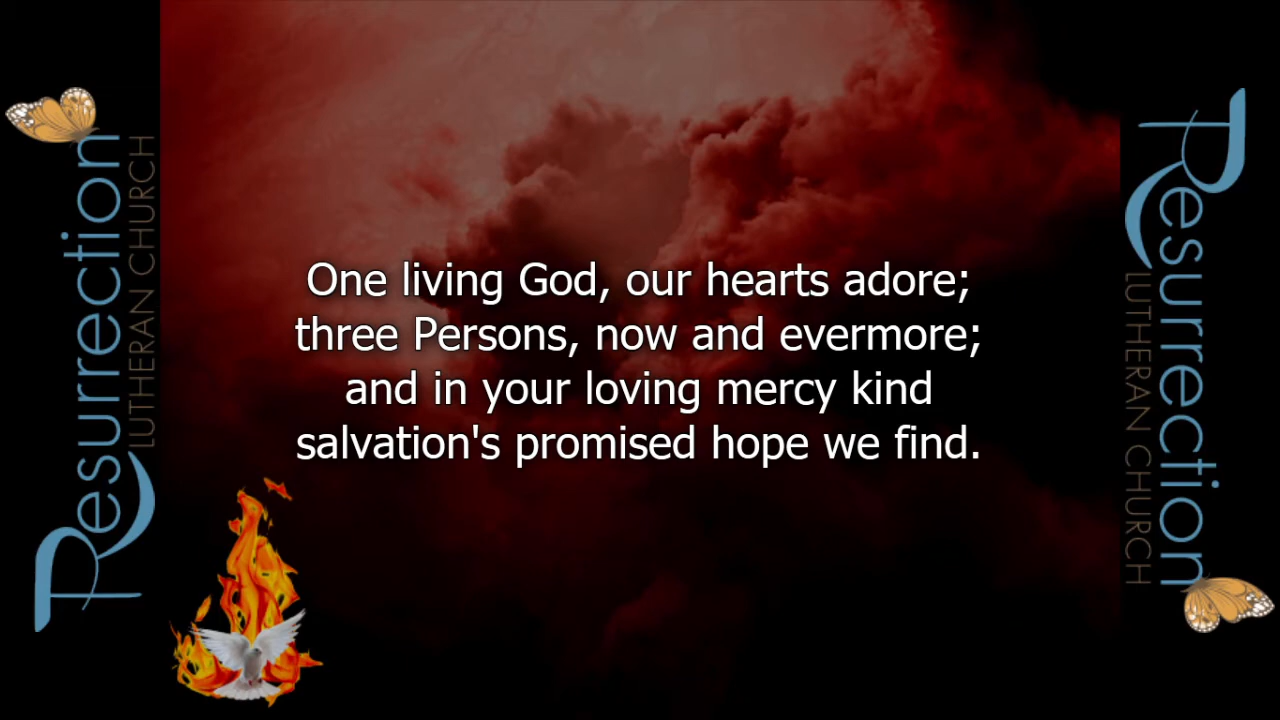 Resurrection
LUTHERAN CHURCH
One living God, our hearts adore;
three Persons, now and evermore;
and in your loving mercy kind
salvation's promised hope we find.
Resurrection
LUTHERAN CHURCH